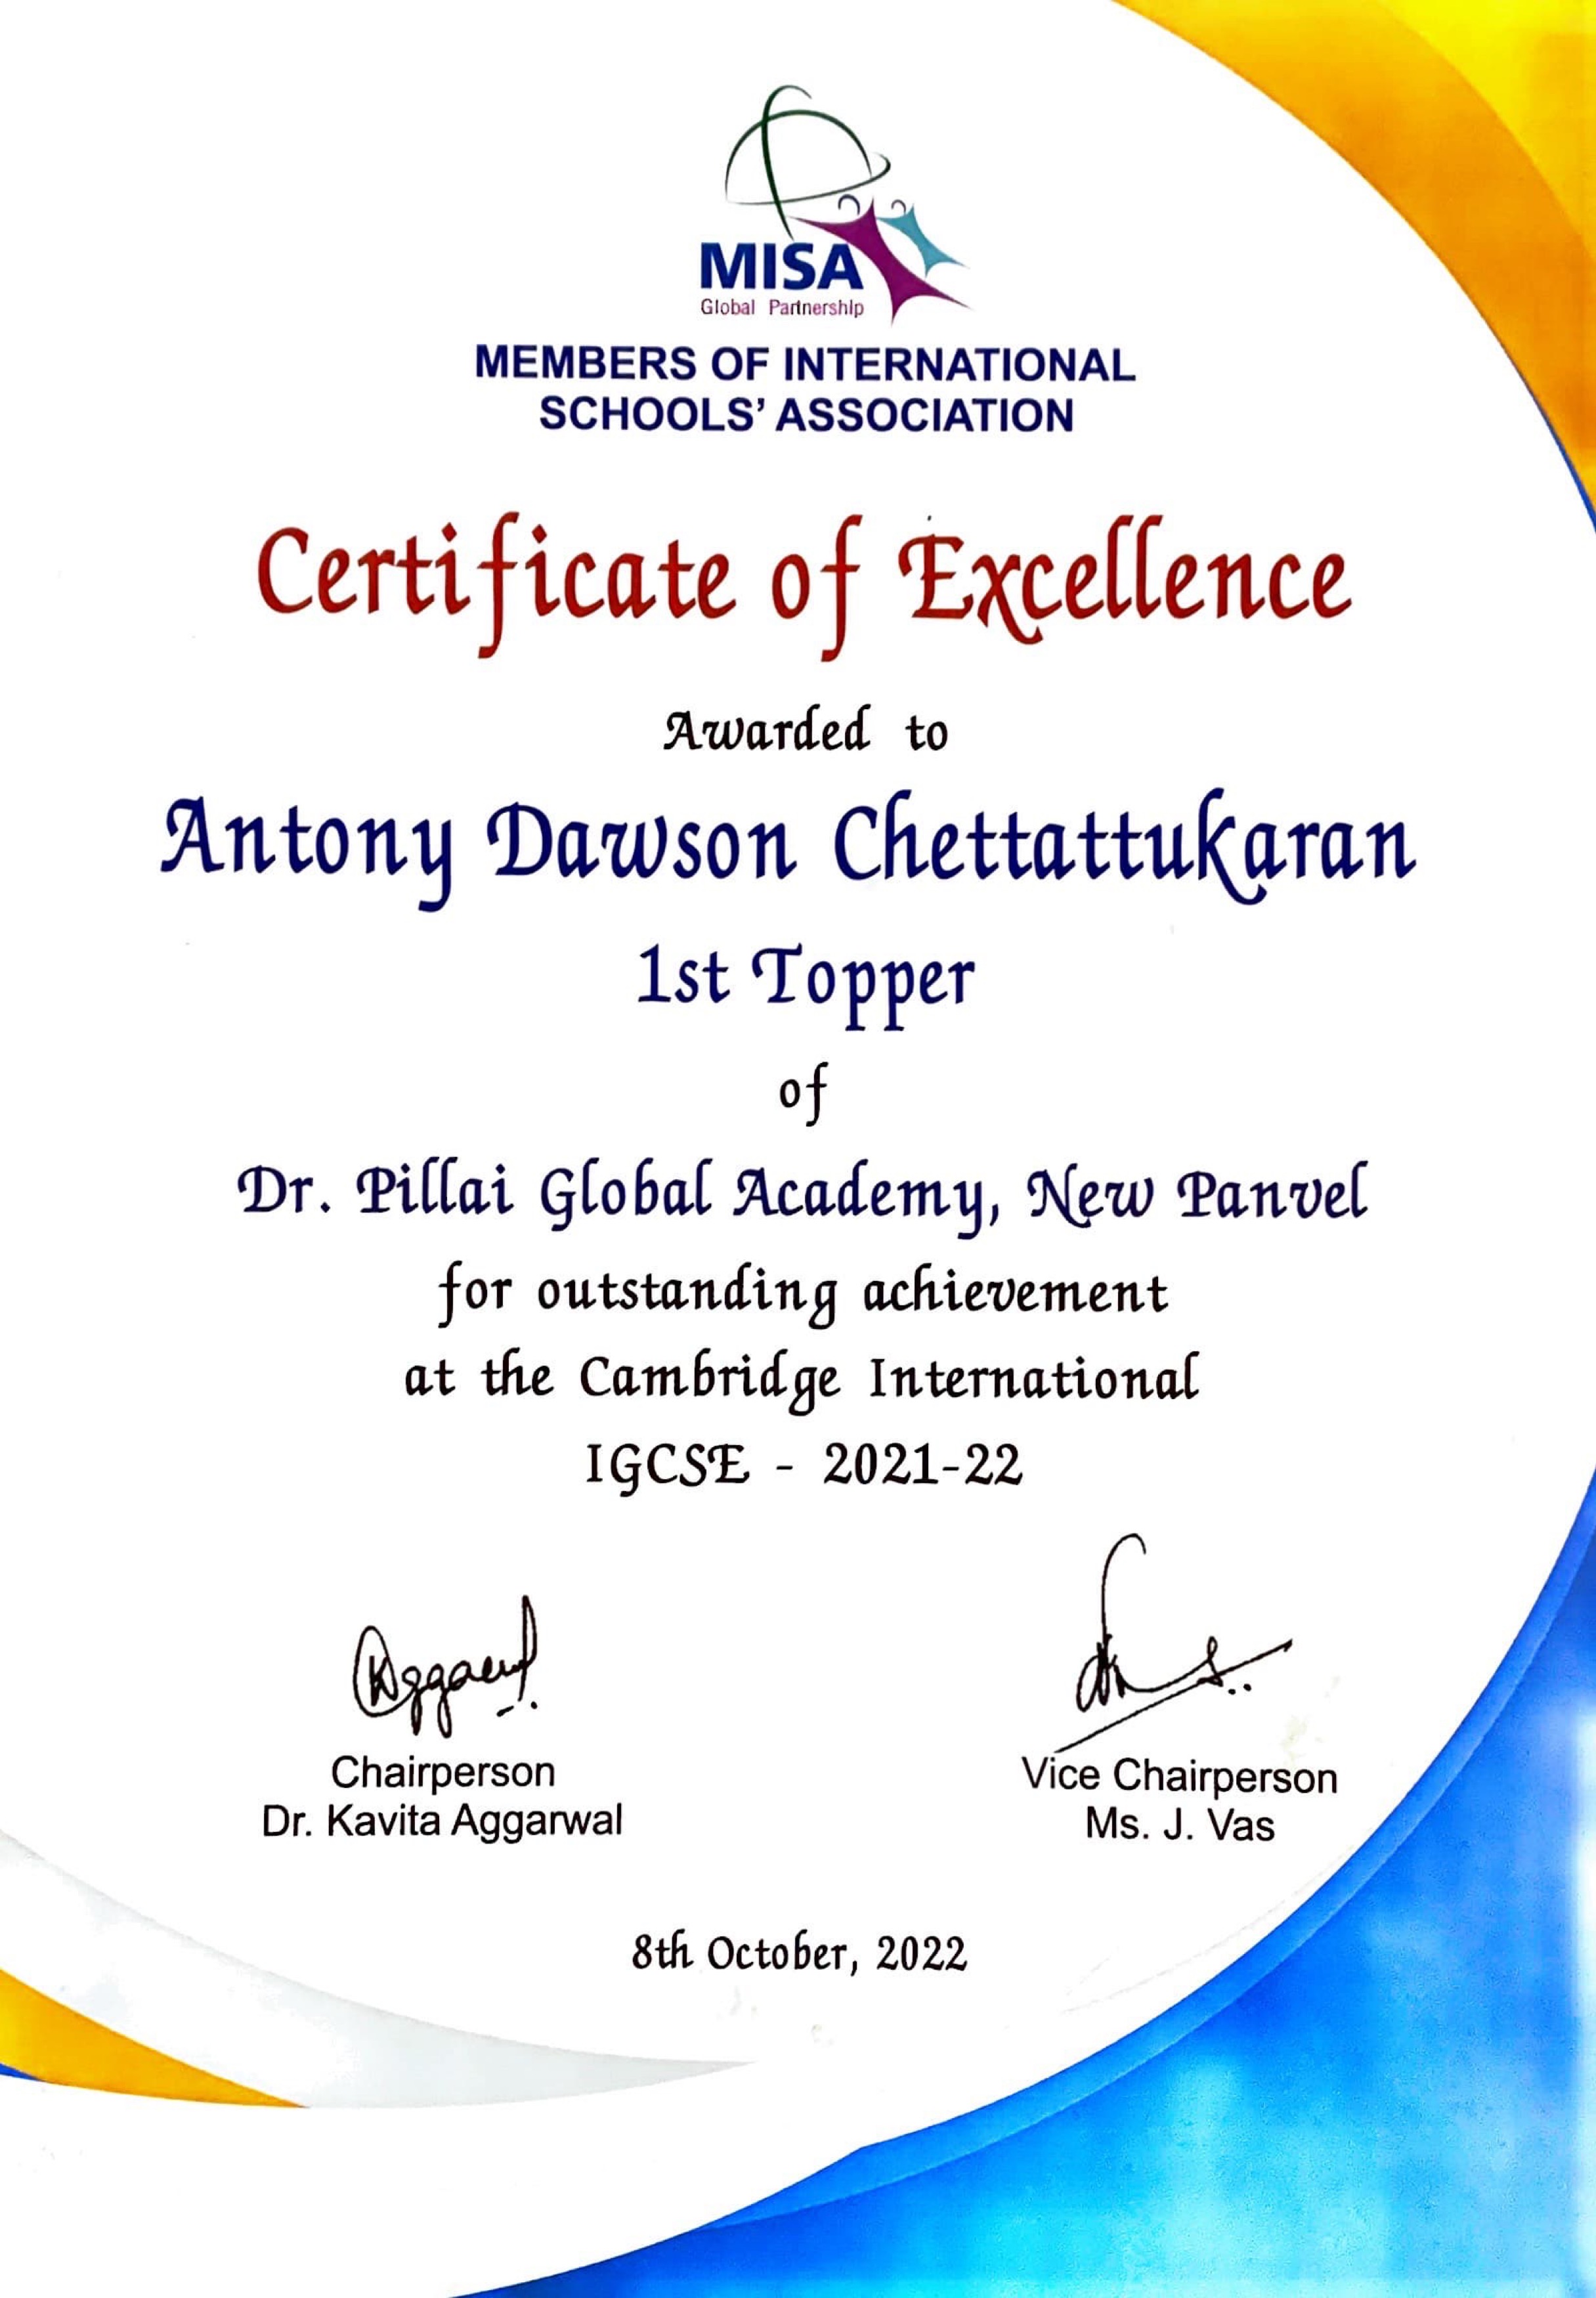 MISA
Global Partnership
MEMBERS OF INTERNATIONAL
SCHOOLS' ASSOCIATION
Certificate of Excellence
Awarded to
Antony Dawson Chettattukaran
1st Topper
of
Dr. Pillai Global Academy, New Panvel
for outstanding achievement
at the Cambridge International
IGCSE - 2021-22
Chairperson
Dr. Kavita Aggarwal
Vice Chairperson
Ms. J. Vas
8th October, 2022